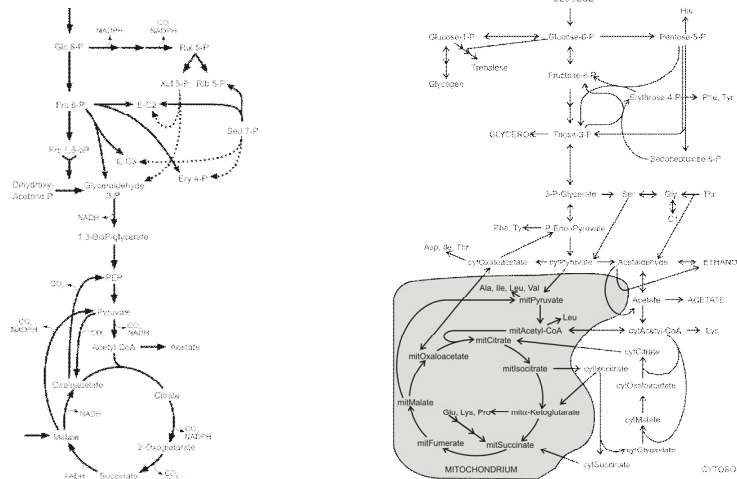 NADPH
CO2
NADPH
Glc 6-P
Rul 5-P
Xul 5-P
Rib 5-P
Fru 6-P
E-C2
Sed 7-P
Fru 1,6-bP
E-C3
Ery 4-P
Dihydroxy-
Acetone P
Glyceraldehyde
3-P
NADH
1,3-BisP-glycerate
PEP
CO2
Pyruvate
CO2
NADPH
CO2
CO2
NADH
Acetyl-CoA
Acetate
Oxaloacetate
Citrate
NADH
Malate
CO2
NADPH
2-Oxoglutarate
FADH
Succinate
CO2
His
Glucose-1-P
Glucose-6-P
Pentose-5-P
Trehalose
Glycogen
Fructose-6-P
Erythrose-4-P
Phe, Tyr
GLYCERO
Triose-3-P
3-P-Glycerate
Ser
Gly
Thr
C1
Phe, Tyr
P-Enol-Pyruvate
Asp, Ile, Thr
cytOxaloacetate
cytPyruvate
Acetaldehyde
ETHANO
Ala, Ile, Leu, Val
mitPyruvate
Acetate
ACETATE
Leu
mitAcetyl-CoA
cytAcetyl-CoA
Lys
mitCitrate
cytCitrate
mitOxaloacetate
mitIsocitrate
cytIsocitrate
cytOxaloacetate
mitMalate
Glu, Lys, Pro
mitα-Ketoglutarate
cytMalate
mitFumerate
mitSuccinate
cytGlyoxylate
cytSuccinate
MITOCHONDRIUM
CYTOSO